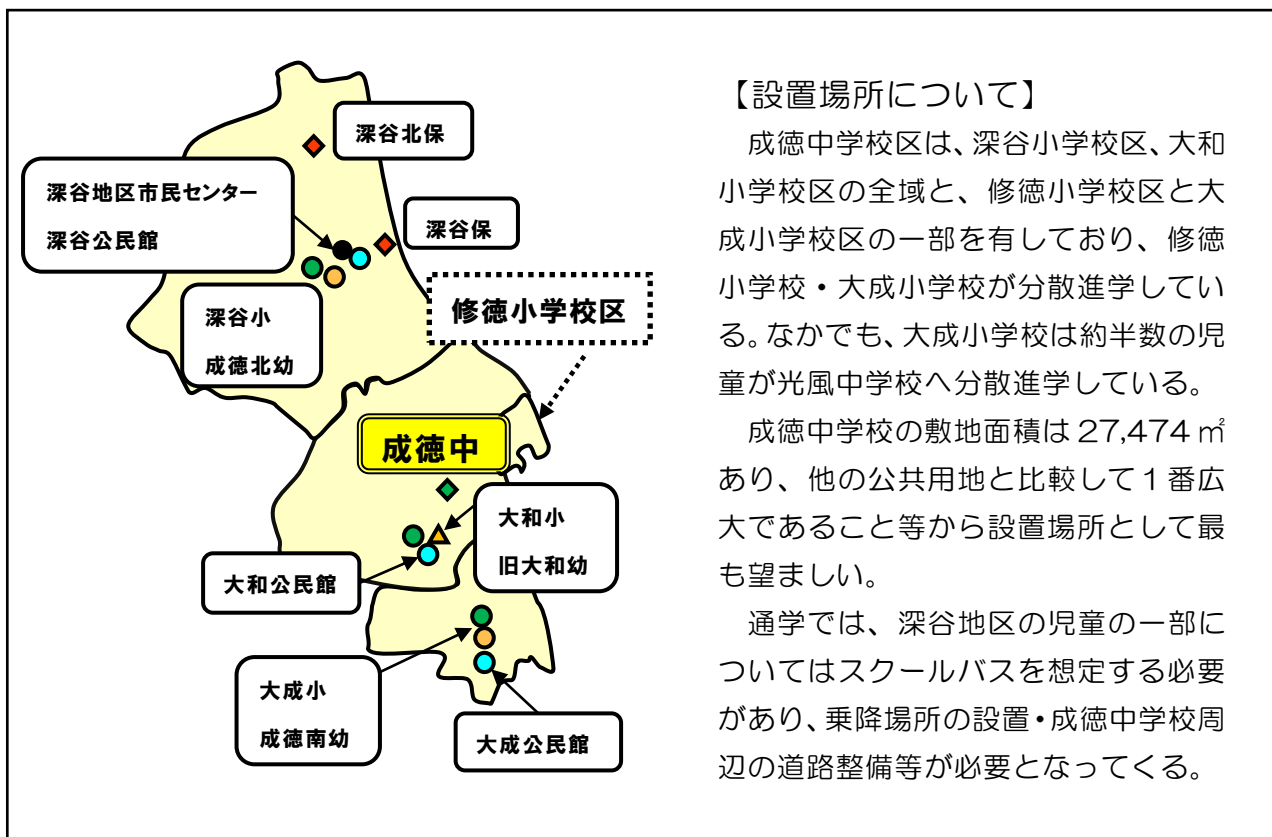 深谷北保
深谷地区市民センター
深谷公民館
深谷保
深谷小
成徳北幼
修徳小学校区
成徳中
大和小
旧大和幼
大和公民館
大成小
成徳南幼
大成公民館
【設置場所について】
成徳中学校区は、深谷小学校区、大和
小学校区の全域と、修徳小学校区と大
成小学校区の一部を有しており、修徳
小学校・大成小学校が分散進学してい
る。なかでも、大成小学校は約半数の児
童が光風中学校へ分散進学している。
成徳中学校の敷地面積は 27,474 ㎡
あり、他の公共用地と比較して 1 番広
大であること等から設置場所として最
も望ましい。
通学では、深谷地区の児童の一部に
ついてはスクールバスを想定する必要
があり、乗降場所の設置・成徳中学校周
辺の道路整備等が必要となってくる。